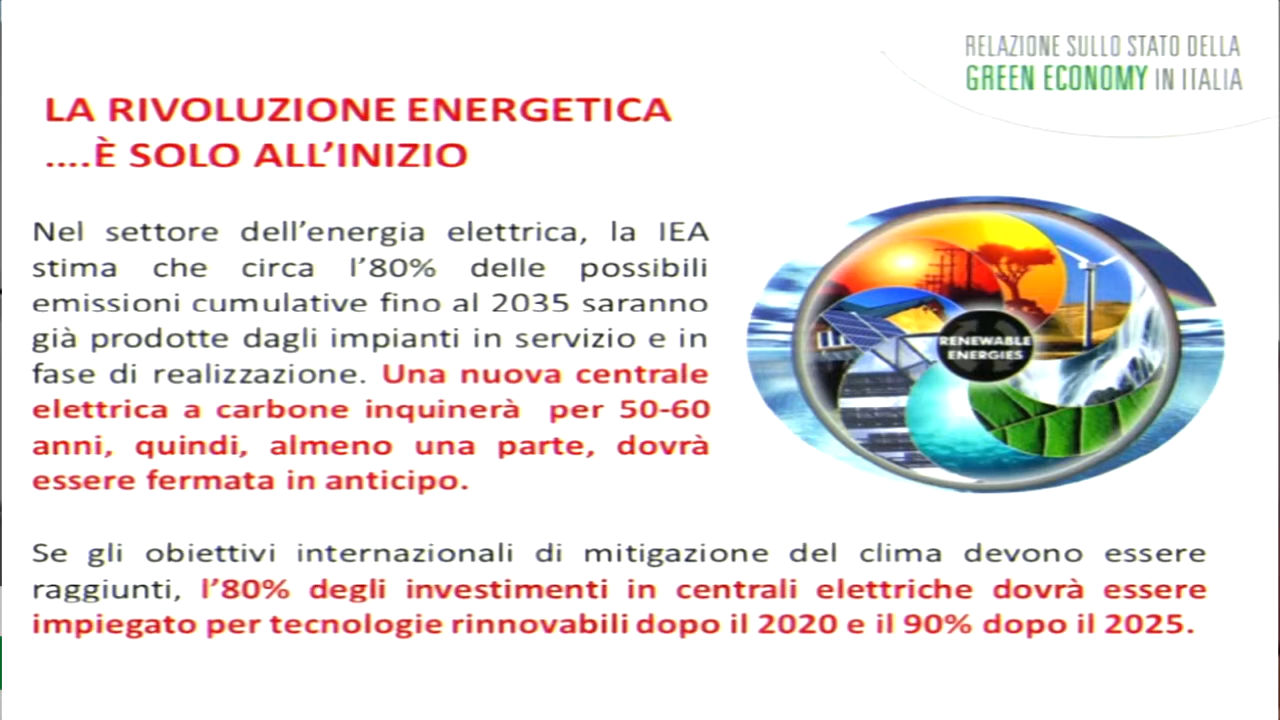 RELAZIONE SULLO STATO DELLA
GREEN ECONOMY IN ITALIA
LA RIVOLUZIONE ENERGETICA
....È SOLO ALL’INIZIO
Nel settore dell’energia elettrica, la IEA
stima che circa l’80% delle possibili
emissioni cumulative fino al 2035 saranno
già prodotte dagli impianti in servizio e in
fase di realizzazione. Una nuova centrale
elettrica a carbone inquinerà per 50-60
anni, quindi, almeno una parte, dovrà
essere fermata in anticipo.
RENEWABLE
ENERGIES
Se gli obiettivi internazionali di mitigazione del clima devono essere
raggiunti, l’80% degli investimenti in centrali elettriche dovrà essere
impiegato per tecnologie rinnovabili dopo il 2020 e il 90% dopo il 2025.